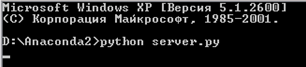 Microsoft Windows XP [Версия 5.1.2600]
(C) Корпорация Майкрософт, 1985-2001.
D:\Anaconda2>python server.py